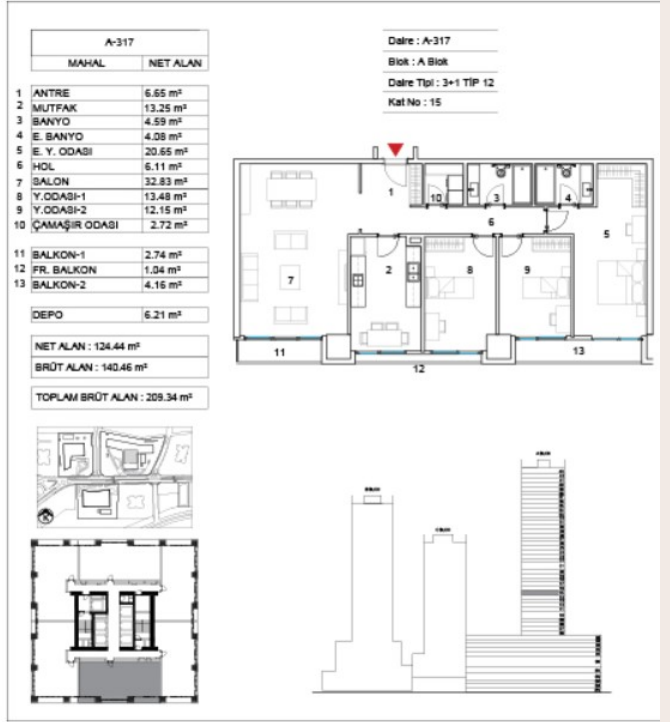 A-317
MAHAL NET ALAN
1 ANTRE 6.65 m²
2 MUTFAK 13.25 m²
3 BANYO 4.59 m²
4 E. BANYO 4.08 m²
5 E. Y. ODASI 20.65 m²
6 HOL 6.11 m²
7 SALON 32.83 m²
8 Y.ODASI-1 13.48 m²
9 Y.ODASI-2 12.15 m²
10 ÇAMAŞIR ODASI 2.72 m²
11 BALKON-1 2.74 m²
12 FR. BALKON 1.04 m²
13 BALKON-2 4.16 m²
DEPO 6.21 m²
NET ALAN : 124.44 m²
BRÜT ALAN : 140.46 m²
TOPLAM BRÜT ALAN : 209.34 m²
Daire : A-317
Blok : A Blok
Daire Tipi : 3+1 TİP 12
Kat No : 15
1
10
3
4
6
5
2
7
8
9
11
13
12
A BLOK
B BLOK
C BLOK